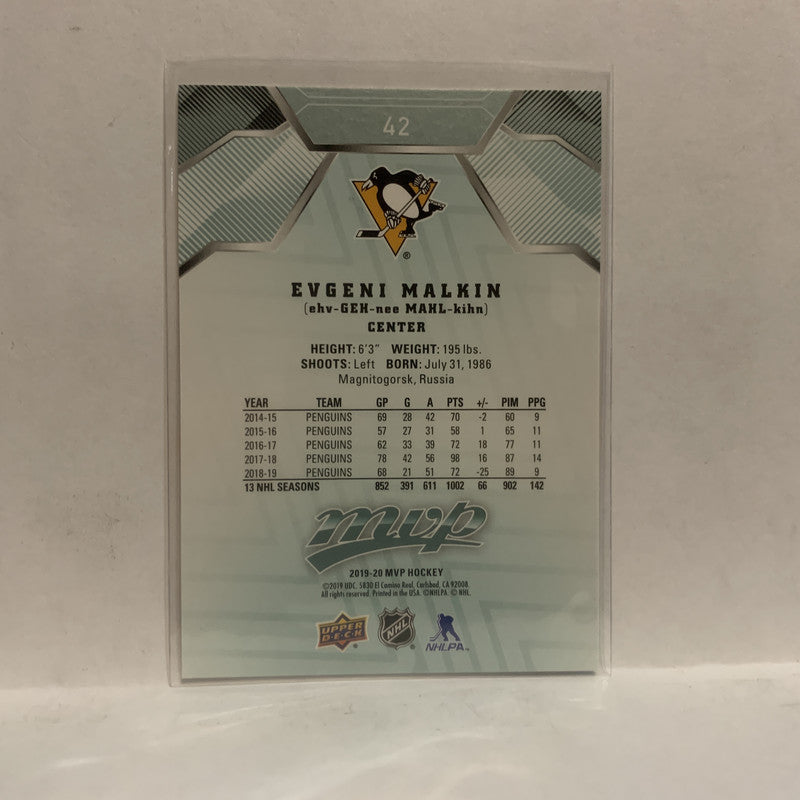 42
®
EVGENI MALKIN
(ehv-GEH-nee MAHL-kihn)
CENTER
HEIGHT: 6'3" WEIGHT: 195 lbs.
SHOOTS: Left BORN: July 31, 1986
Magnitogorsk, Russia
YEAR TEAM GP G A PTS +/- PIM PPG
2014-15 PENGUINS 69 28 42 70 -2 60 9
2015-16 PENGUINS 57 27 31 58 1 65 11
2016-17 PENGUINS 62 33 39 72 18 77 11
2017-18 PENGUINS 78 42 56 98 16 87 14
2018-19 PENGUINS 68 21 51 72 -25 89 9
13 NHL SEASONS 852 391 611 1002 66 902 142
mvp
2019-20 MVP HOCKEY
©2019 UDC. 5830 El Camino Real, Carlsbad, CA 92008.
All rights reserved. Printed in the USA. ©NHLPA. © NHL.
UPPER DECK® NHL® NHLPA™